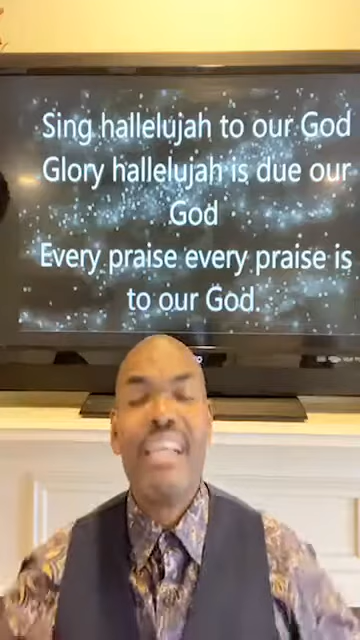 Sing hallelujah to our God
Glory hallelujah is due our
God
Every praise every praise is
to our God.